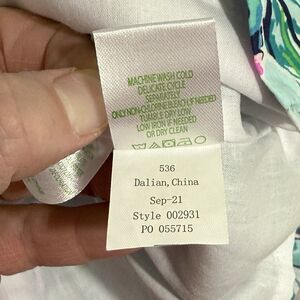 MACHINE WASH COLD
DELICATE CYCLE
SEPARATELY
ONLY NON-CHLORINE BLEACH IF NEEDED
TUMBLE DRY LOW
LOW IRON IF NEEDED
OR DRY CLEAN
536
Dalian, China
Sep-21
Style 002931
PO 055715